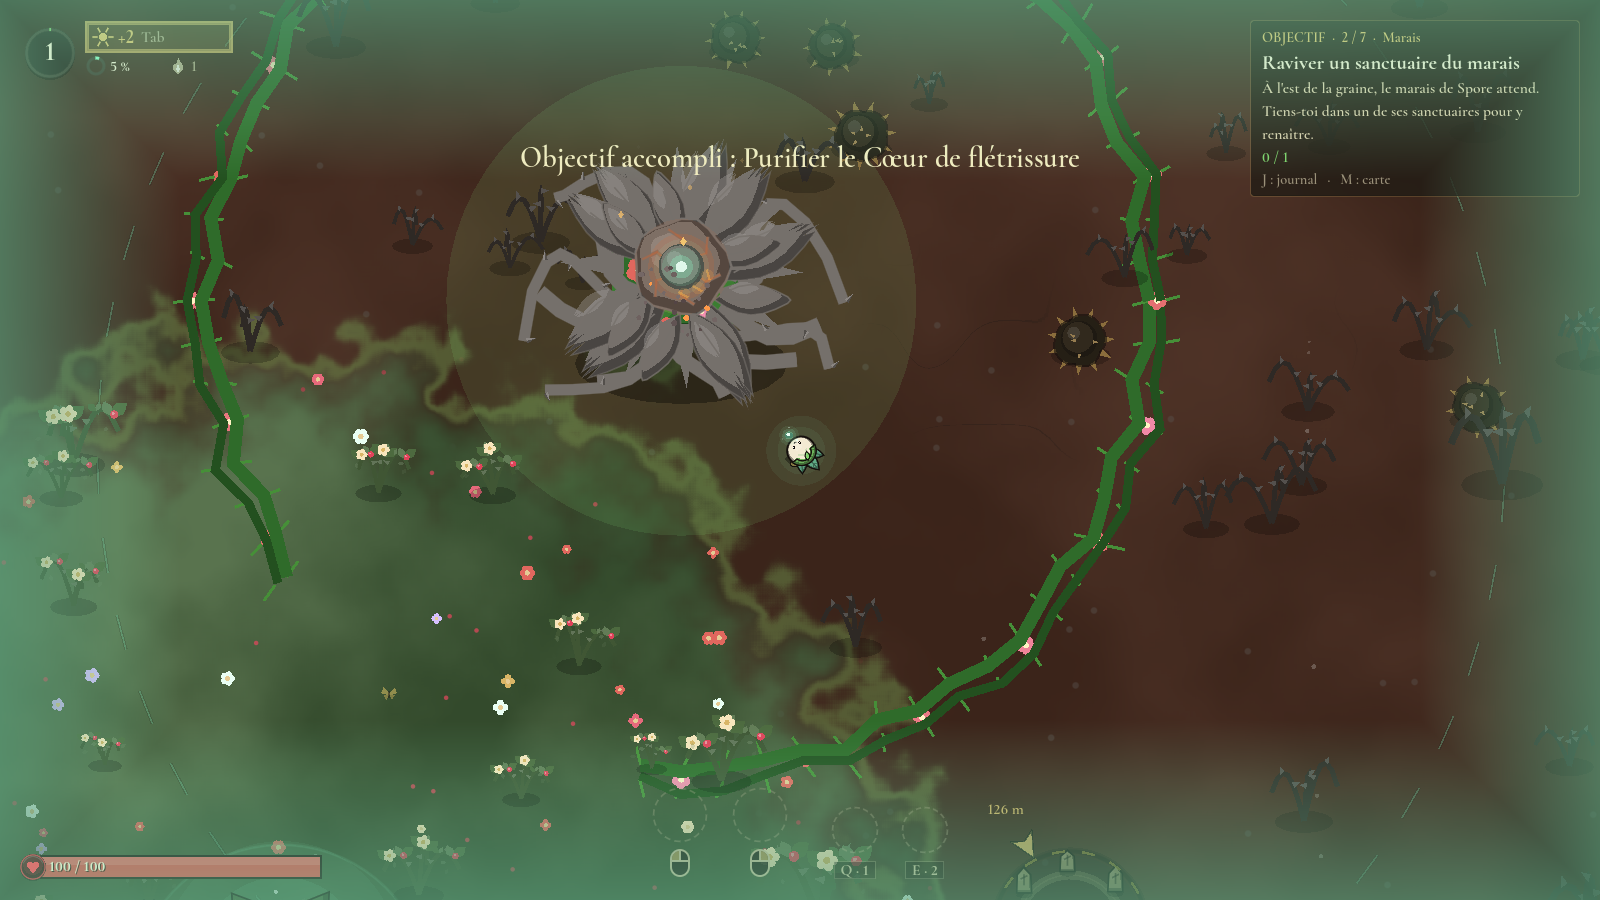 1
+2 Tab
5 %
1
OBJECTIF · 2 / 7 · Marais
Raviver un sanctuaire du marais
À l'est de la graine, le marais de Spore attend.
Tiens-toi dans un de ses sanctuaires pour y
renaître.
0 / 1
J : journal · M : carte
Objectif accompli : Purifier le Cœur de flétrissure
126 m
100 / 100
Q · 1
E · 2